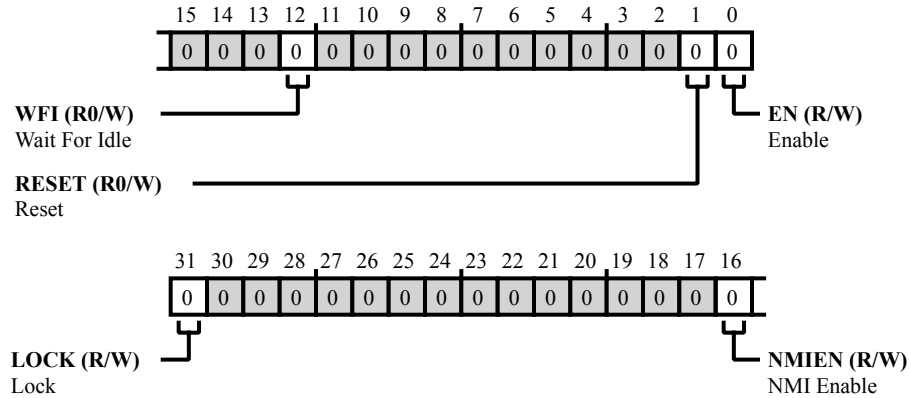 15 14 13 12 11 10 9 8 7 6 5 4 3 2 1 0
0 0 0 0 0 0 0 0 0 0 0 0 0 0 0 0
WFI (R0/W)
Wait For Idle
EN (R/W)
Enable
RESET (R0/W)
Reset
31 30 29 28 27 26 25 24 23 22 21 20 19 18 17 16
0 0 0 0 0 0 0 0 0 0 0 0 0 0 0 0
LOCK (R/W)
Lock
NMIEN (R/W)
NMI Enable